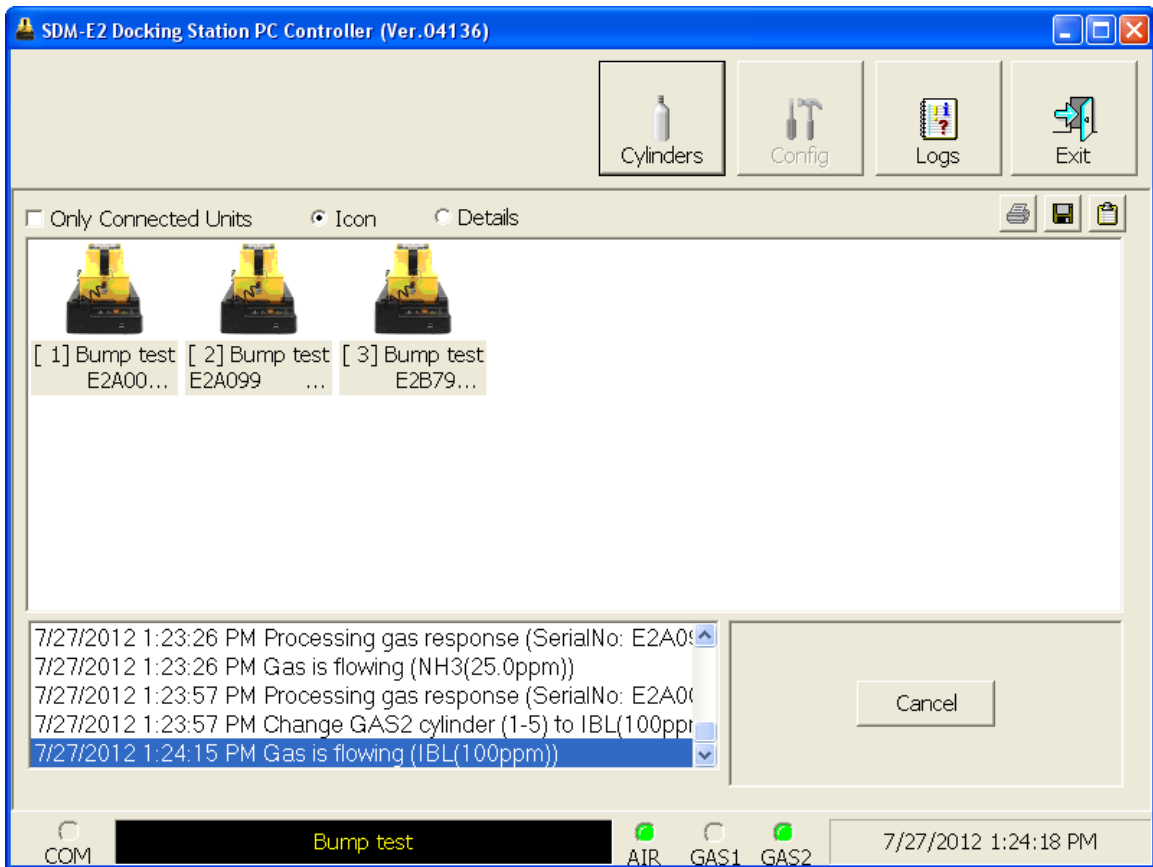 SDM-E2 Docking Station PC Controller (Ver.04136)
Cylinders
Config
Logs
Exit
Only Connected Units
Icon
Details
[ 1] Bump test
E2A00...
[ 2] Bump test
E2A099 ...
[ 3] Bump test
E2B79...
7/27/2012 1:23:26 PM Processing gas response (SerialNo: E2A09
7/27/2012 1:23:26 PM Gas is flowing (NH3(25.0ppm))
7/27/2012 1:23:57 PM Processing gas response (SerialNo: E2A00
7/27/2012 1:23:57 PM Change GAS2 cylinder (1-5) to IBL(100ppm
7/27/2012 1:24:15 PM Gas is flowing (IBL(100ppm))
Cancel
COM
Bump test
AIR
GAS1
GAS2
7/27/2012 1:24:18 PM